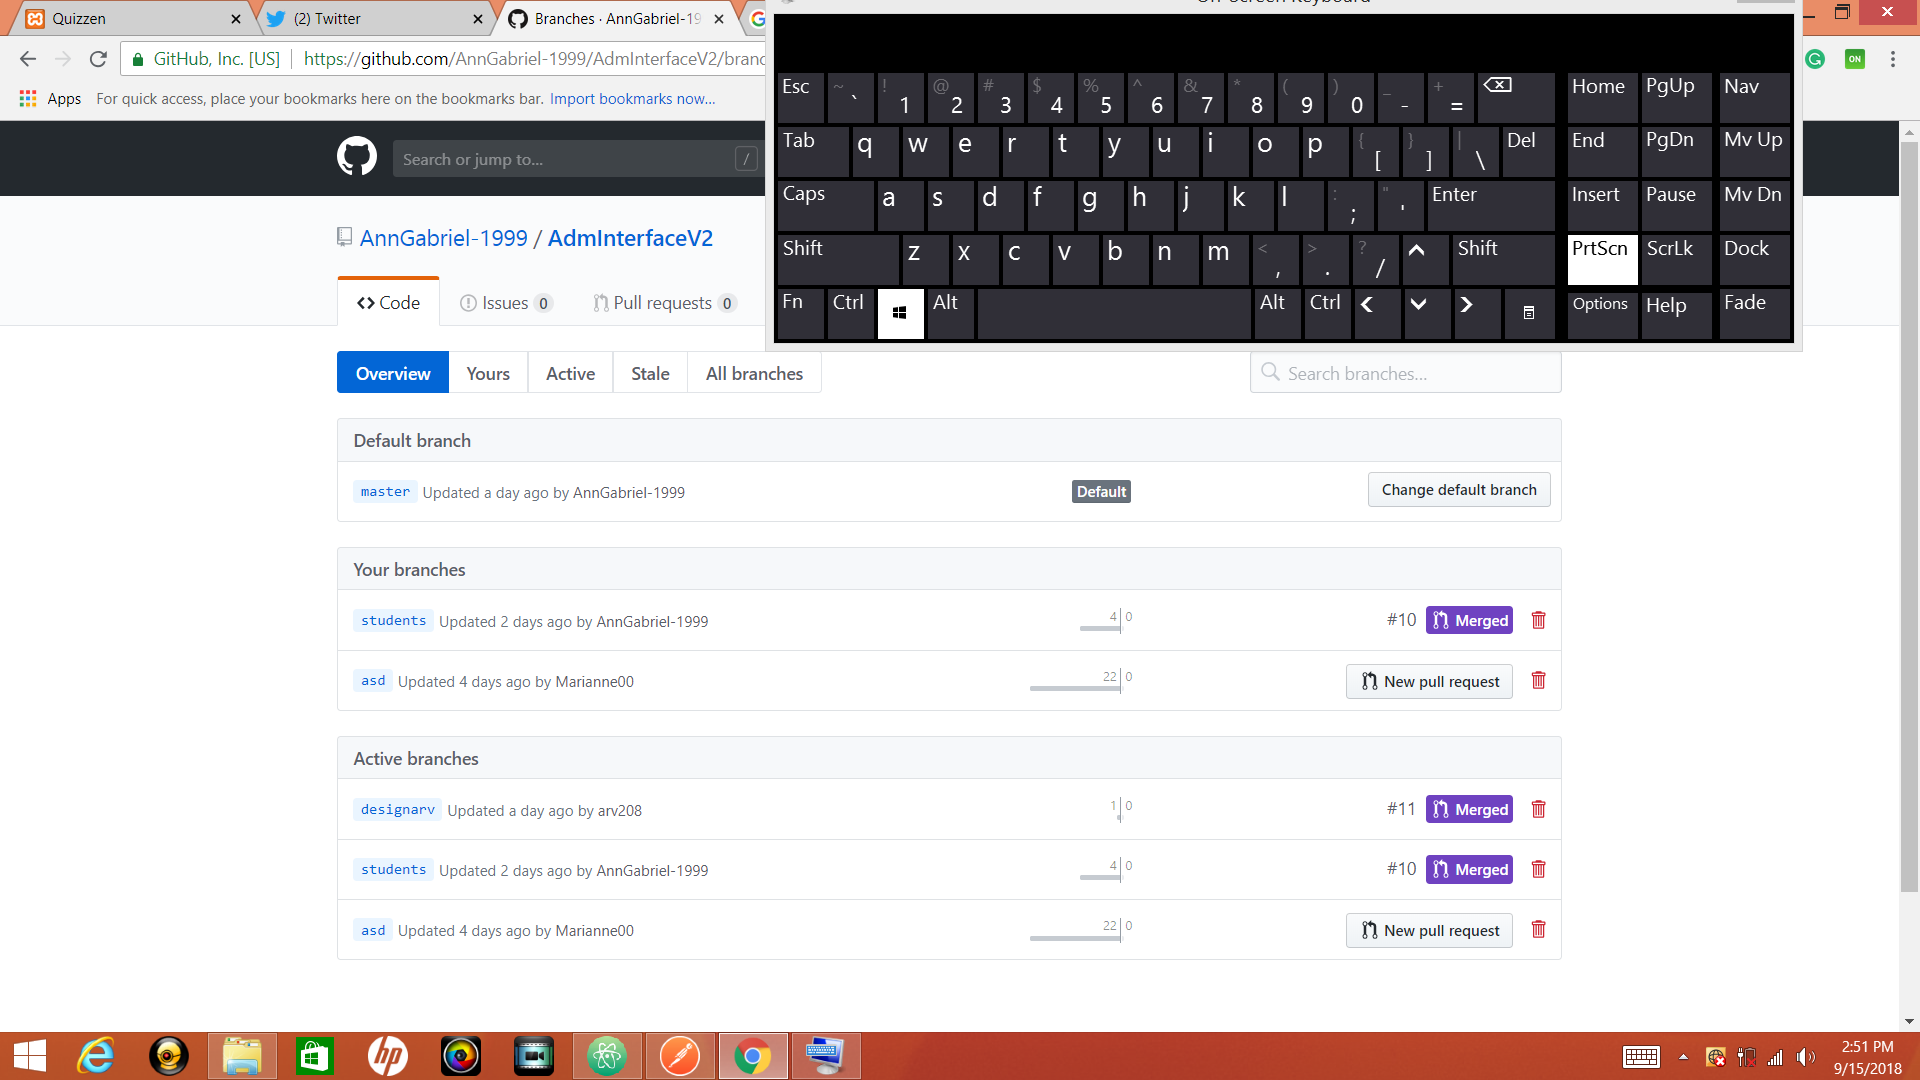 Quizzen
(2) Twitter
Branches · AnnGabriel-19
GitHub, Inc. [US] https://github.com/AnnGabriel-1999/AdmInterfaceV2/branc
ON
Apps For quick access, place your bookmarks here on the bookmarks bar. Import bookmarks now...
Search or jump to... /
AnnGabriel-1999 / AdmInterfaceV2
Code Issues 0 Pull requests 0
On-Screen Keyboard
Esc ~ ` ! 1 @ 2 # 3 $ 4 % 5 ^ 6 & 7 * 8 ( 9 ) 0 _ - + = Home PgUp Nav
Tab q w e r t y u i o p { [ } ] | \ Del End PgDn Mv Up
Caps a s d f g h j k l : ; " ' Enter Insert Pause Mv Dn
Shift z x c v b n m < , > . ? / Shift PrtScn ScrLk Dock
Fn Ctrl Alt Alt Ctrl Options Help Fade
Overview Yours Active Stale All branches Search branches...
Default branch
master Updated a day ago by AnnGabriel-1999 Default Change default branch
Your branches
students Updated 2 days ago by AnnGabriel-1999 4 0 #10 Merged
asd Updated 4 days ago by Marianne00 22 0 New pull request
Active branches
designarv Updated a day ago by arv208 1 0 #11 Merged
students Updated 2 days ago by AnnGabriel-1999 4 0 #10 Merged
asd Updated 4 days ago by Marianne00 22 0 New pull request
hp
2:51 PM
9/15/2018